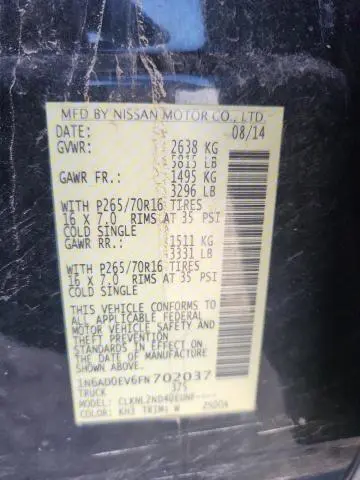 MFD BY NISSAN MOTOR CO., LTD.
DATE: 08/14
GVWR: 2638 KG
5815 LB
GAWR FR.: 1495 KG
3296 LB
WITH P265/70R16 TIRES
16 X 7.0 RIMS AT 35 PSI
COLD SINGLE
GAWR RR.: 1511 KG
3331 LB
WITH P265/70R16 TIRES
16 X 7.0 RIMS AT 35 PSI
COLD SINGLE
THIS VEHICLE CONFORMS TO
ALL APPLICABLE FEDERAL
MOTOR VEHICLE SAFETY
STANDARDS IN EFFECT ON
THE DATE OF MANUFACTURE
SHOWN ABOVE.
1N6AD0EV6FN702037
TRUCK 375
MODEL:
COLOR: KH3 TRIM: W